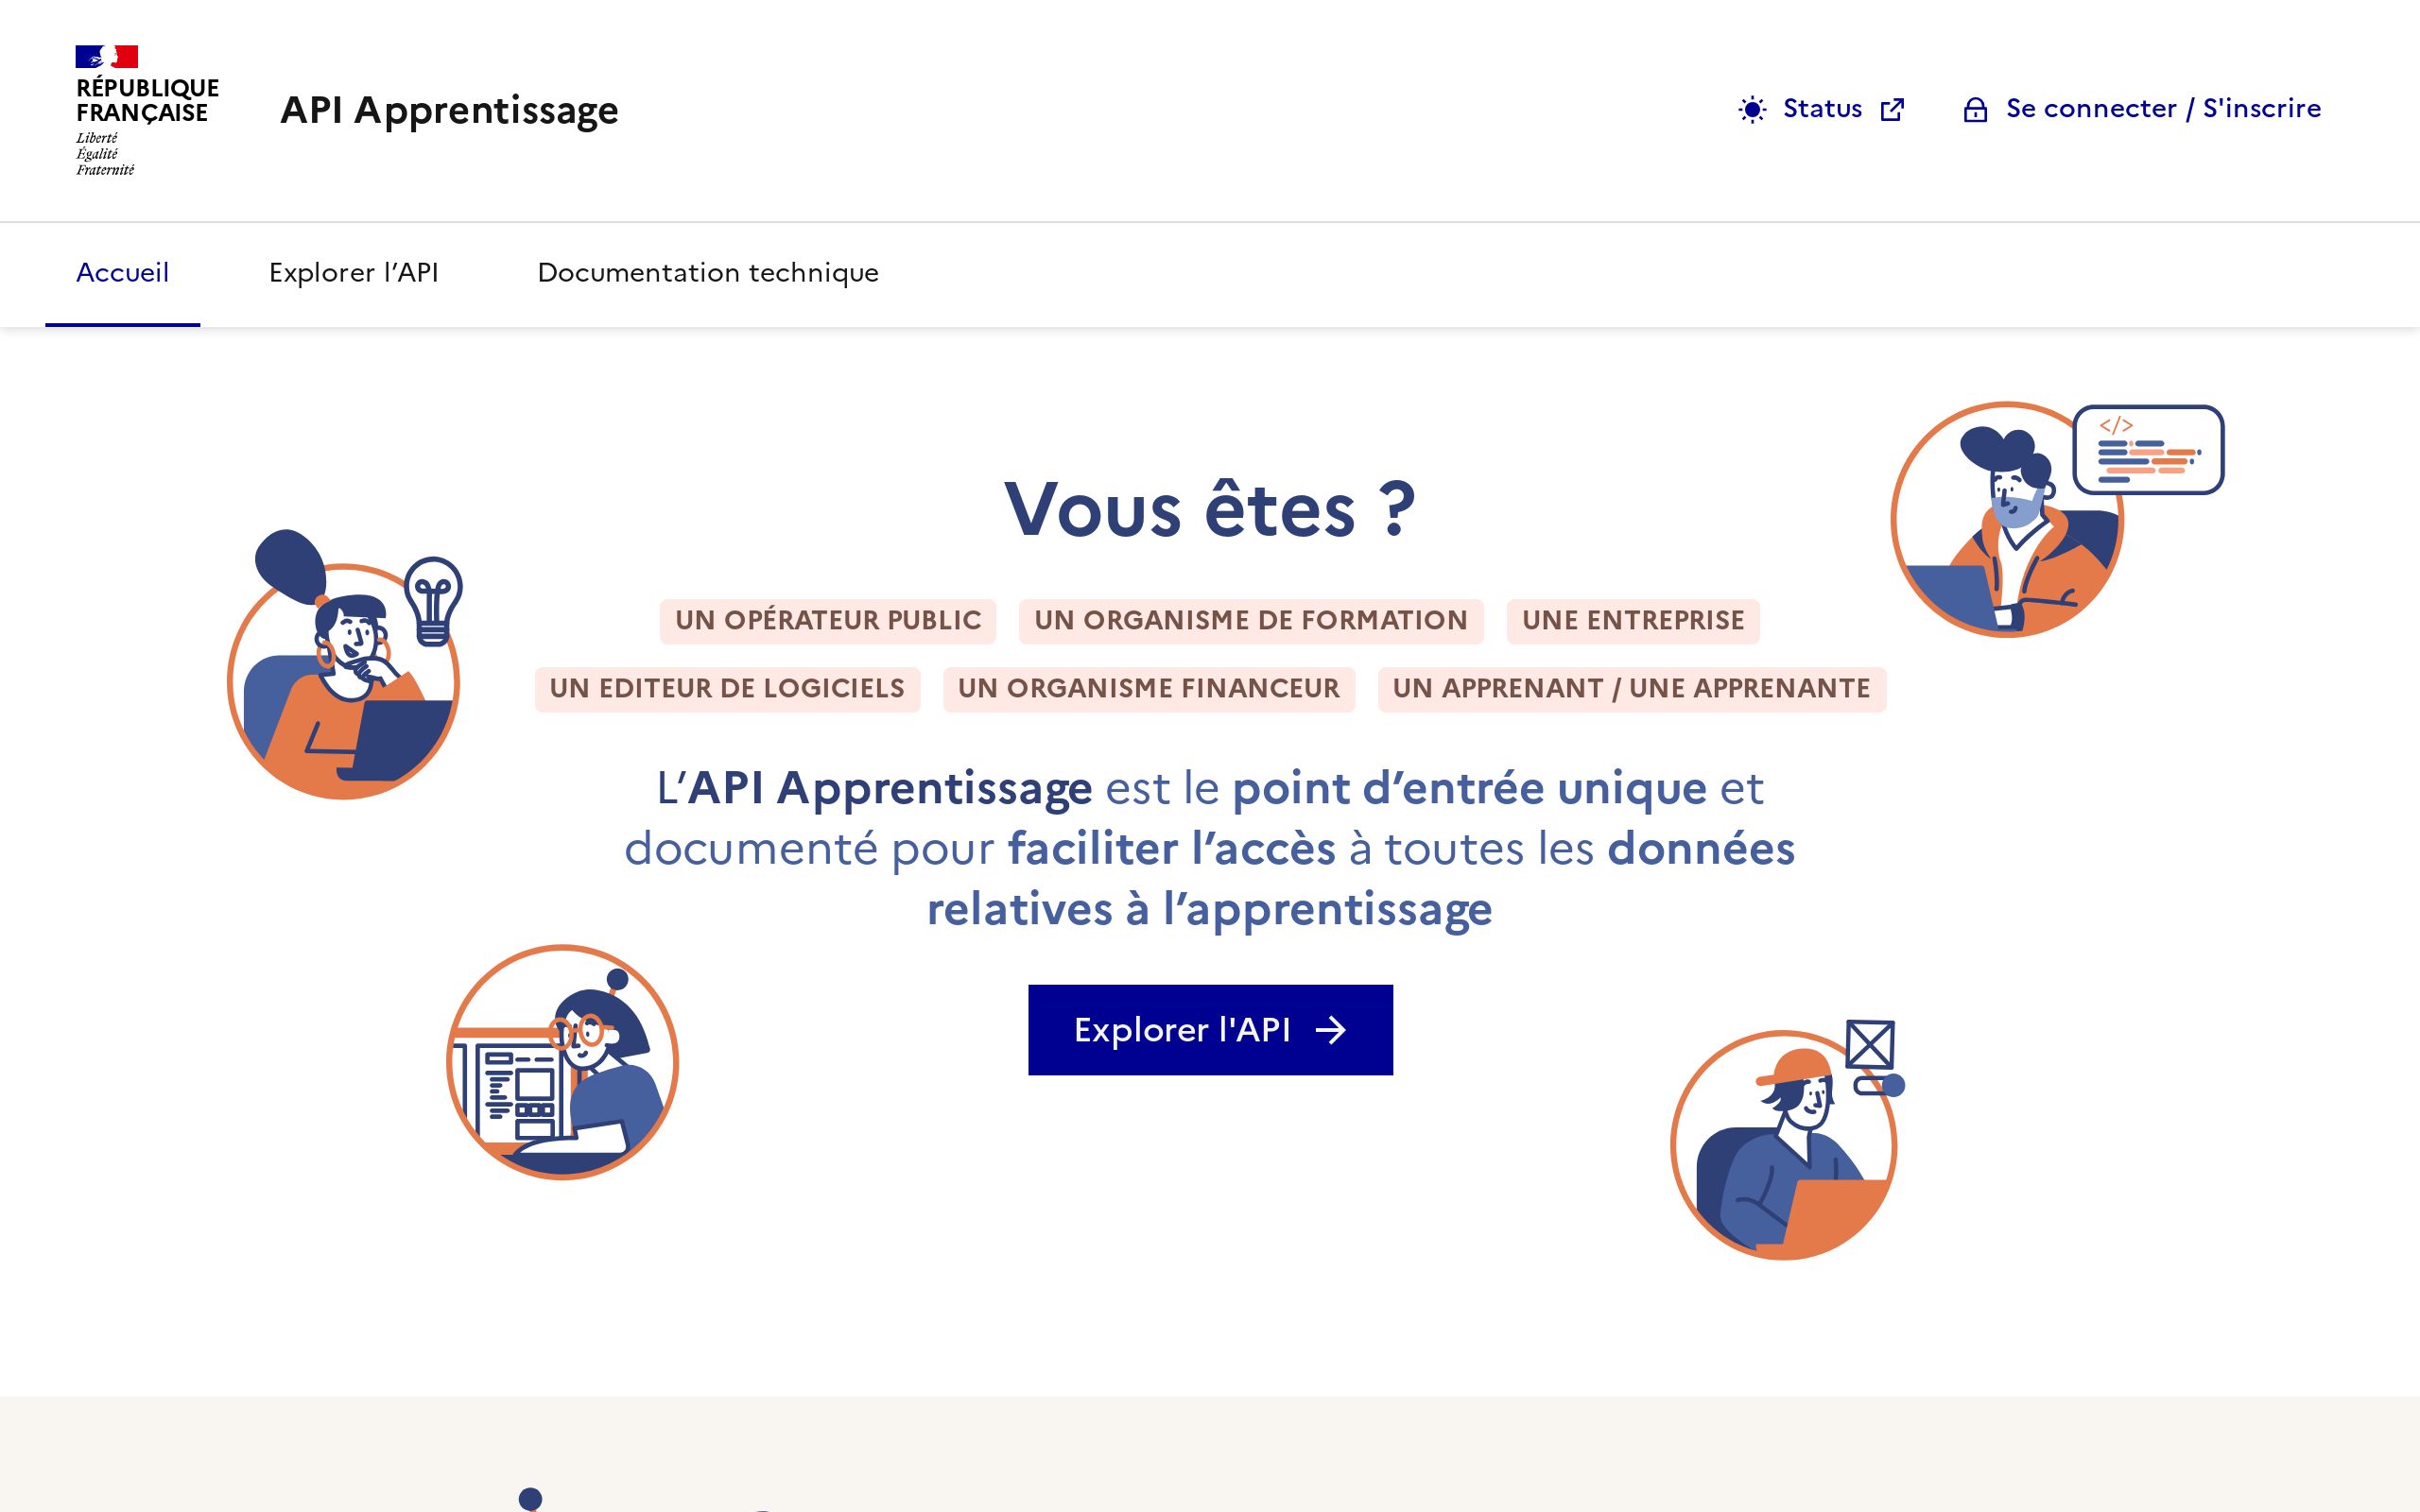 RÉPUBLIQUE
FRANÇAISE
Liberté
Égalité
Fraternité
API Apprentissage
Status
Se connecter / S'inscrire
Accueil
Explorer l’API
Documentation technique
Vous êtes ?
UN OPÉRATEUR PUBLIC
UN ORGANISME DE FORMATION
UNE ENTREPRISE
UN EDITEUR DE LOGICIELS
UN ORGANISME FINANCEUR
UN APPRENANT / UNE APPRENANTE
L’API Apprentissage est le point d’entrée unique et
documenté pour faciliter l’accès à toutes les données
relatives à l’apprentissage
Explorer l'API
</>